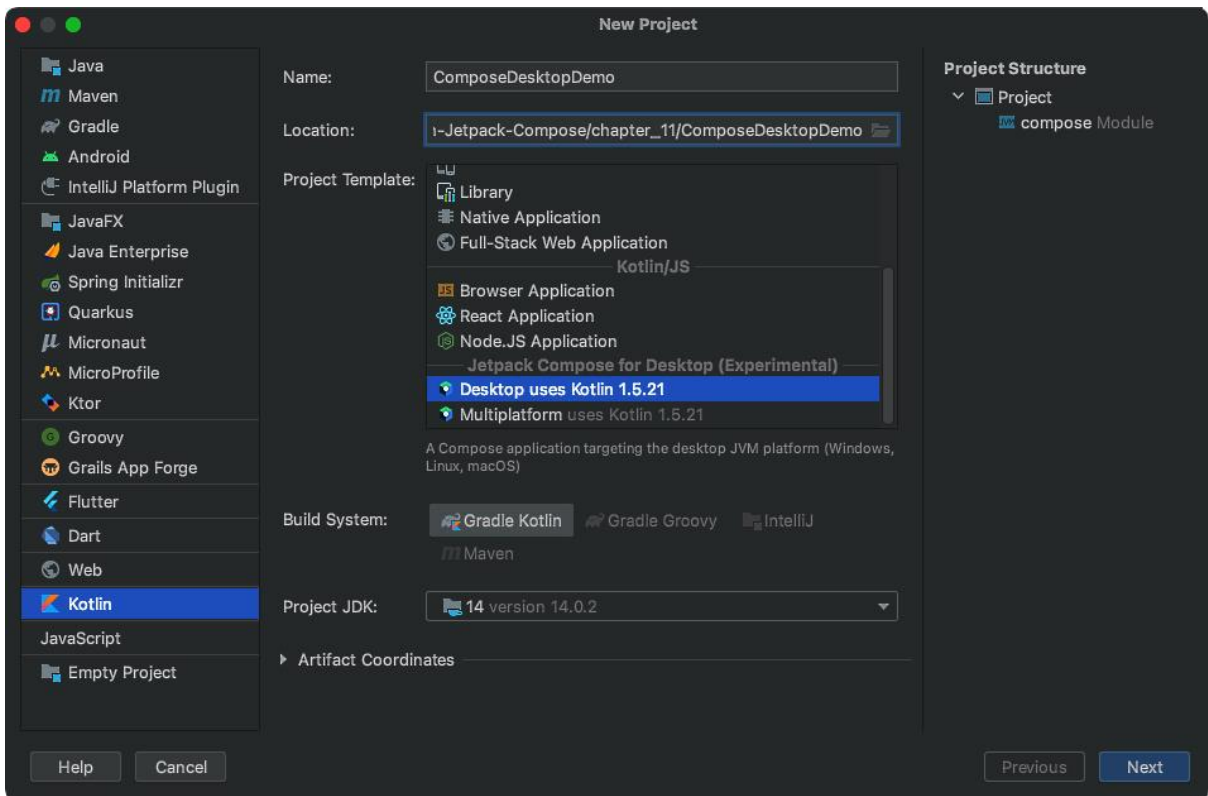 New Project
Java
Maven
Gradle
Android
IntelliJ Platform Plugin
JavaFX
Java Enterprise
Spring Initializr
Quarkus
Micronaut
MicroProfile
Ktor
Groovy
Grails App Forge
Flutter
Dart
Web
Kotlin
JavaScript
Empty Project
Name: ComposeDesktopDemo
Location: -Jetpack-Compose/chapter_11/ComposeDesktopDemo
Project Template:
Library
Native Application
Full-Stack Web Application
Kotlin/JS
Browser Application
React Application
Node.JS Application
Jetpack Compose for Desktop (Experimental)
Desktop uses Kotlin 1.5.21
Multiplatform uses Kotlin 1.5.21
A Compose application targeting the desktop JVM platform (Windows,
Linux, macOS)
Build System: Gradle Kotlin Gradle Groovy IntelliJ
Maven
Project JDK: 14 version 14.0.2
Artifact Coordinates
Project Structure
Project
compose Module
Help Cancel Previous Next